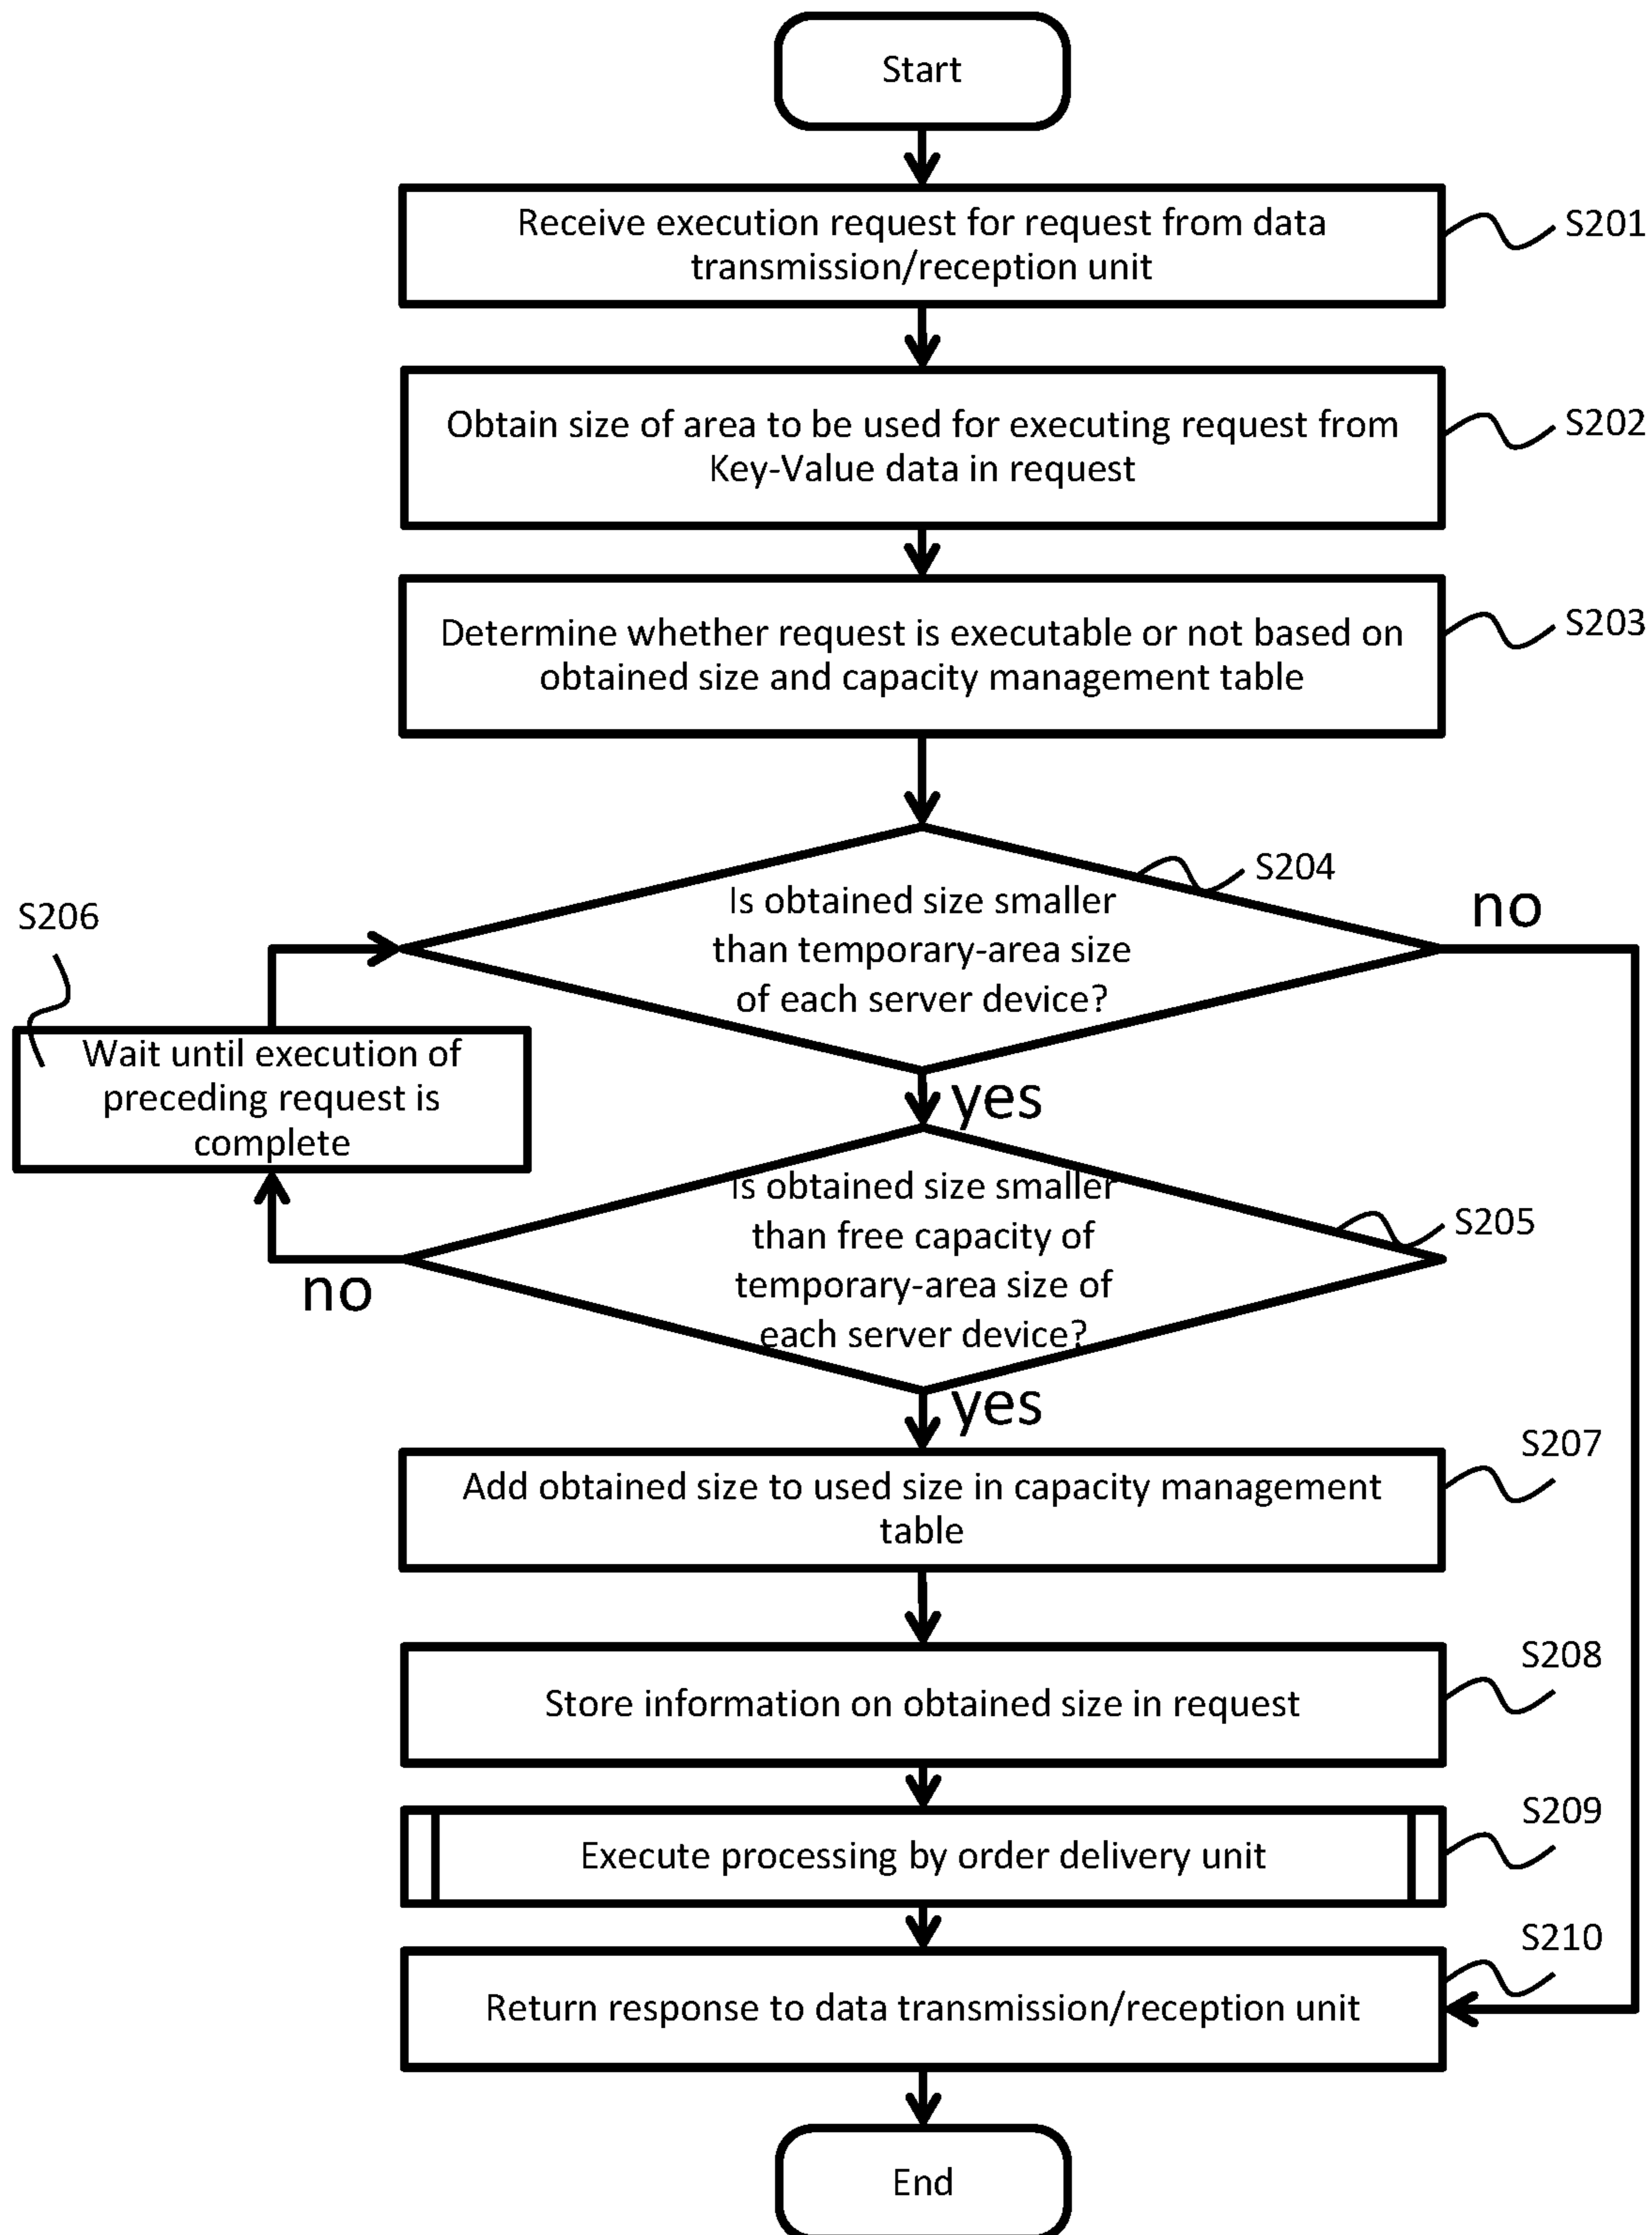 Start
Receive execution request for request from data
transmission/reception unit
S201
Obtain size of area to be used for executing request from
Key-Value data in request
S202
Determine whether request is executable or not based on
obtained size and capacity management table
S203
S204
Is obtained size smaller
than temporary-area size
of each server device?
no
S206
Wait until execution of
preceding request is
complete
yes
Is obtained size smaller
than free capacity of
temporary-area size of
each server device?
S205
no
yes
Add obtained size to used size in capacity management
table
S207
Store information on obtained size in request
S208
Execute processing by order delivery unit
S209
Return response to data transmission/reception unit
S210
End